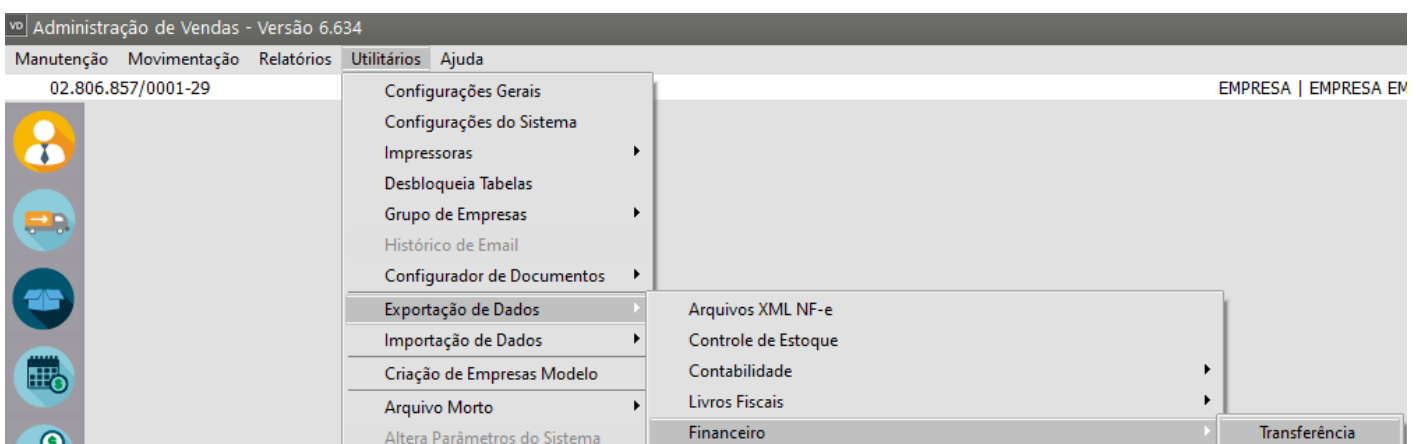 VD Administração de Vendas - Versão 6.634
Manutenção Movimentação Relatórios Utilitários Ajuda
02.806.857/0001-29 EMPRESA | EMPRESA EM
Configurações Gerais
Configurações do Sistema
Impressoras
Desbloqueia Tabelas
Grupo de Empresas
Histórico de Email
Configurador de Documentos
Exportação de Dados Arquivos XML NF-e
Importação de Dados Controle de Estoque
Criação de Empresas Modelo Contabilidade
Arquivo Morto Livros Fiscais
Altera Parâmetros do Sistema Financeiro Transferência